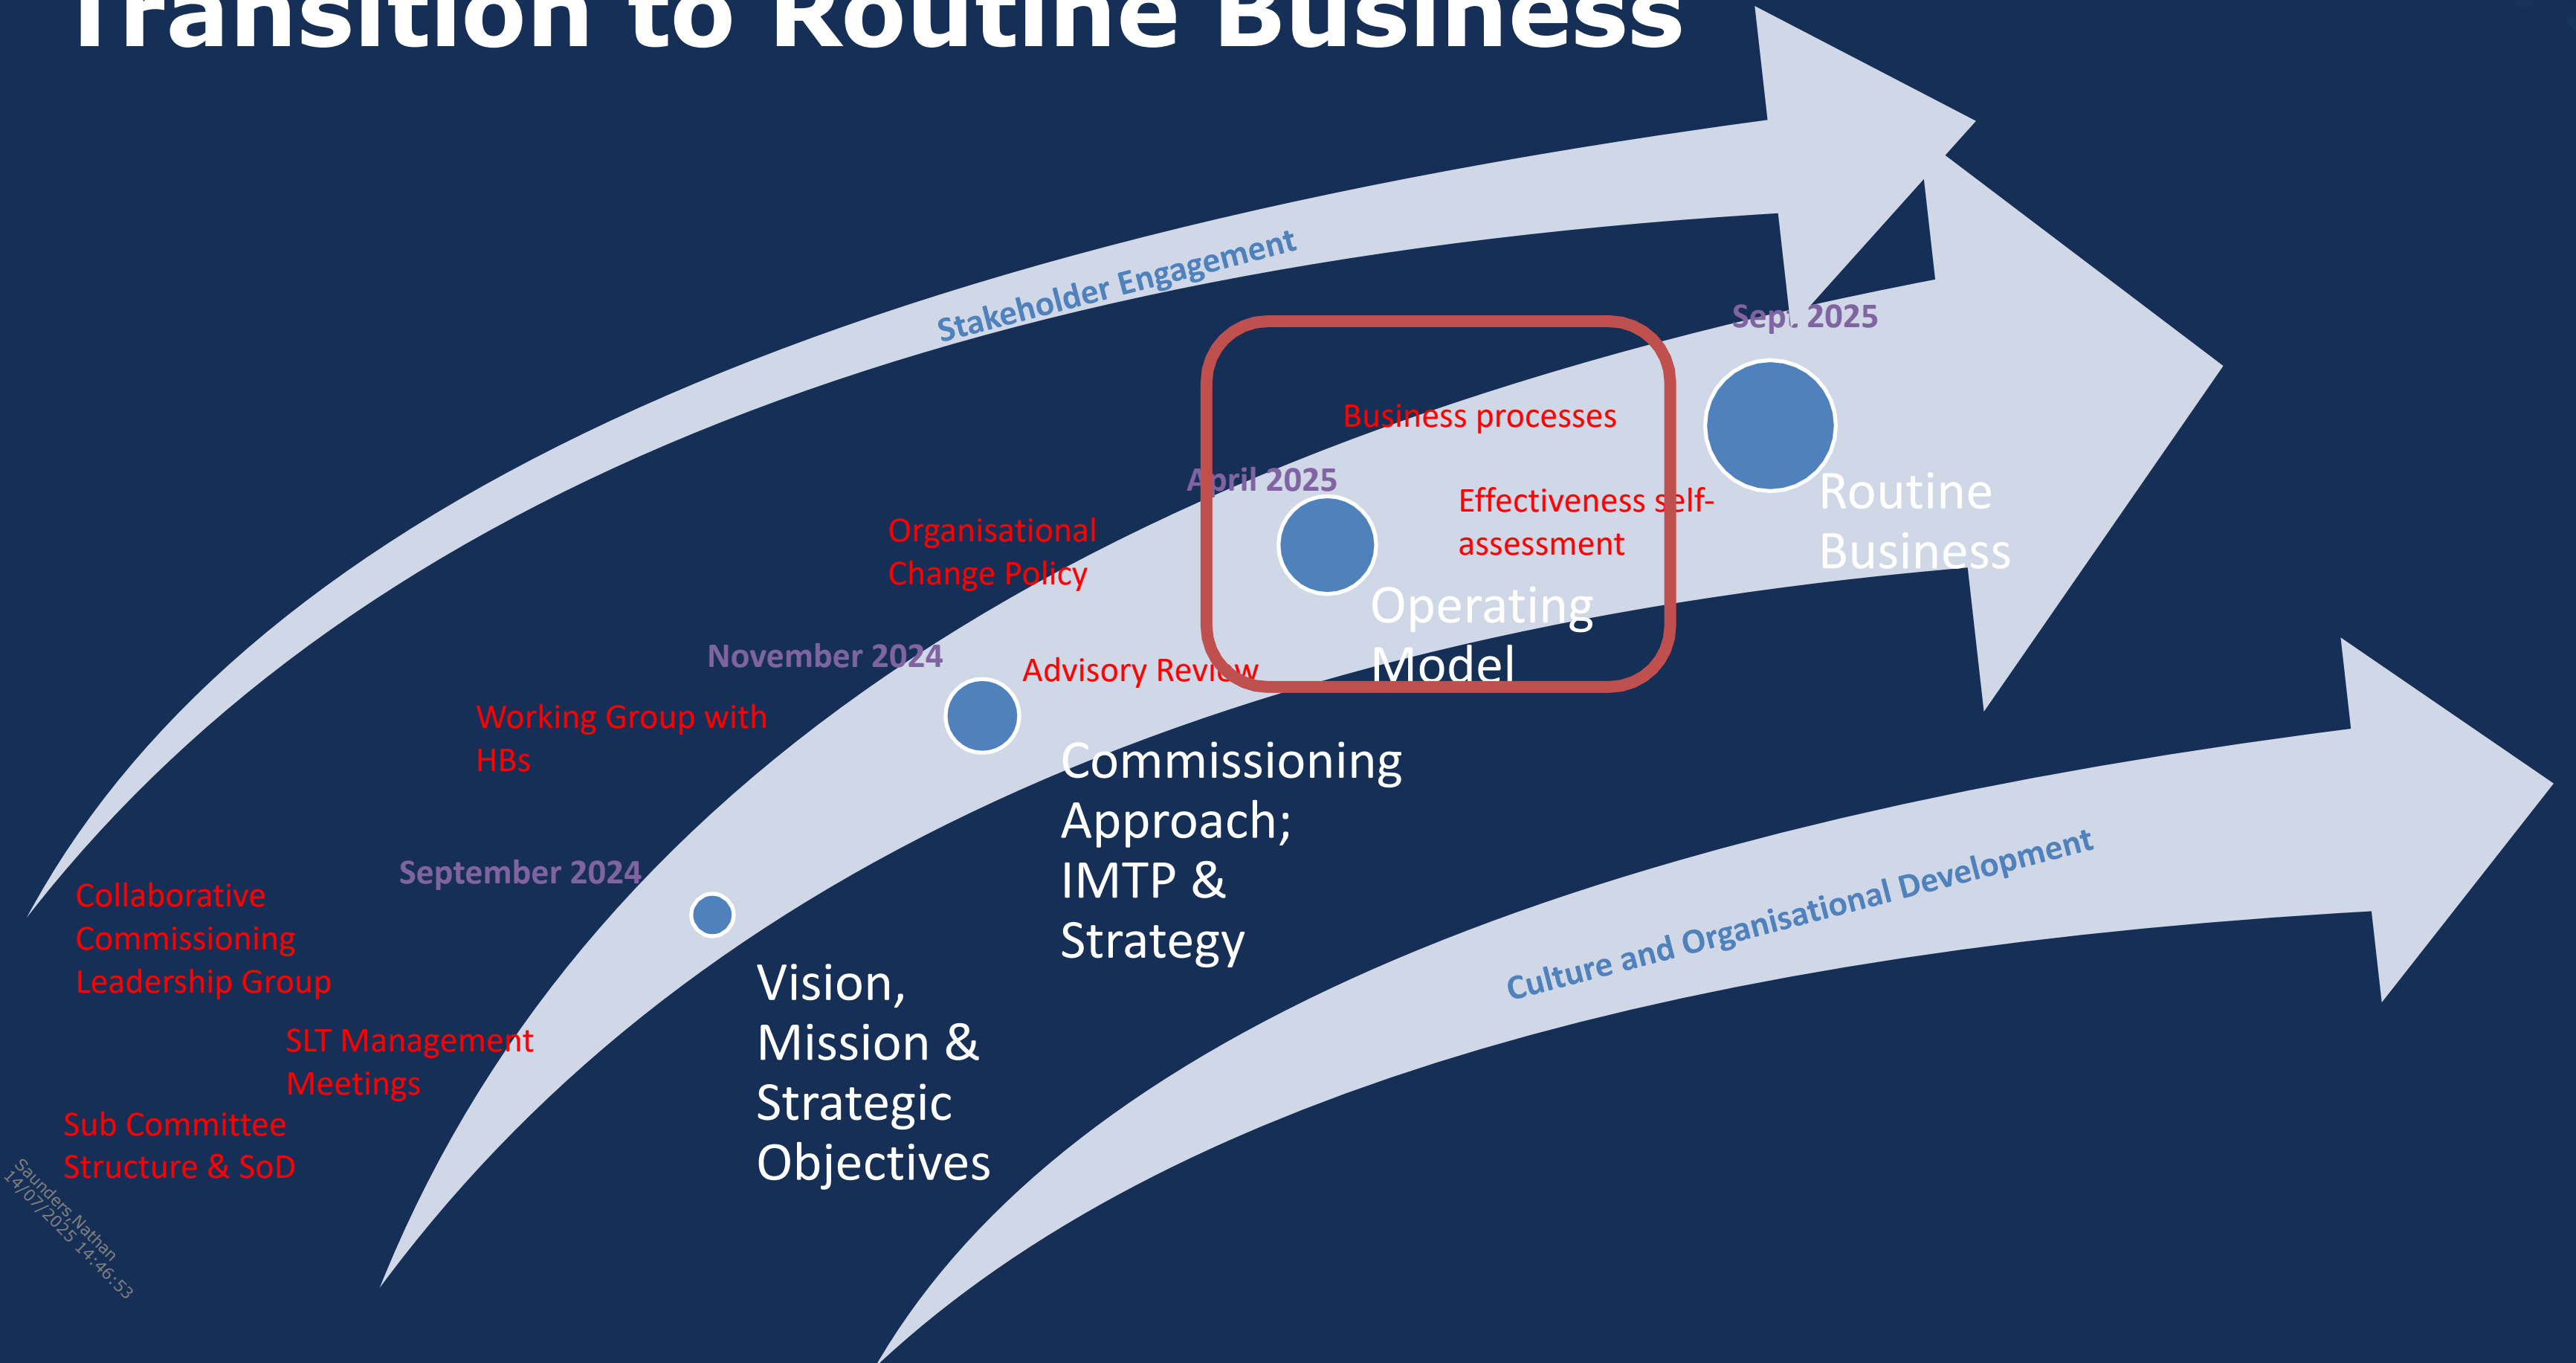 Transition to Routine Business
Stakeholder Engagement
Sept. 2025
Business processes
April 2025
Effectiveness self-
assessment
Routine
Business
Organisational
Change Policy
Operating
Model
November 2024
Advisory Review
Working Group with
HBs
Commissioning
Approach;
IMTP &
Strategy
September 2024
Collaborative
Commissioning
Leadership Group
Culture and Organisational Development
Vision,
Mission &
Strategic
Objectives
SLT Management
Meetings
Sub Committee
Structure & SoD
Saunders,Nathan
14/07/2025 14:46:53